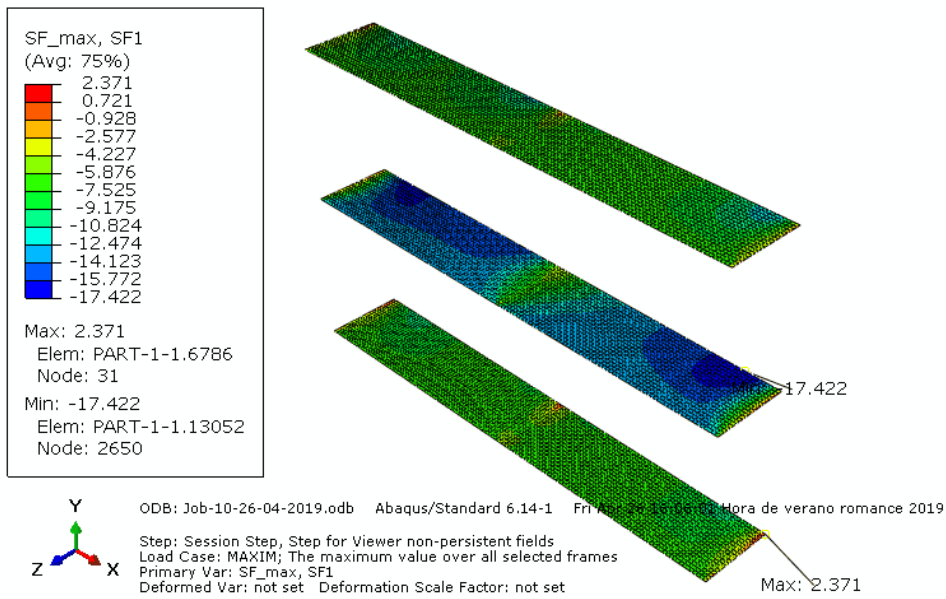 SF_max, SF1
(Avg: 75%)
2.371
0.721
-0.928
-2.577
-4.227
-5.876
-7.525
-9.175
-10.824
-12.474
-14.123
-15.772
-17.422
Max: 2.371
Elem: PART-1-1.6786
Node: 31
Min: -17.422
Elem: PART-1-1.13052
Node: 2650
-17.422
Max: 2.371
Y
Z X
ODB: Job-10-26-04-2019.odb Abaqus/Standard 6.14-1 Fri Hora de verano romance 2019
Step: Session Step, Step for Viewer non-persistent fields
Load Case: MAXIM; The maximum value over all selected frames
Primary Var: SF_max, SF1
Deformed Var: not set Deformation Scale Factor: not set